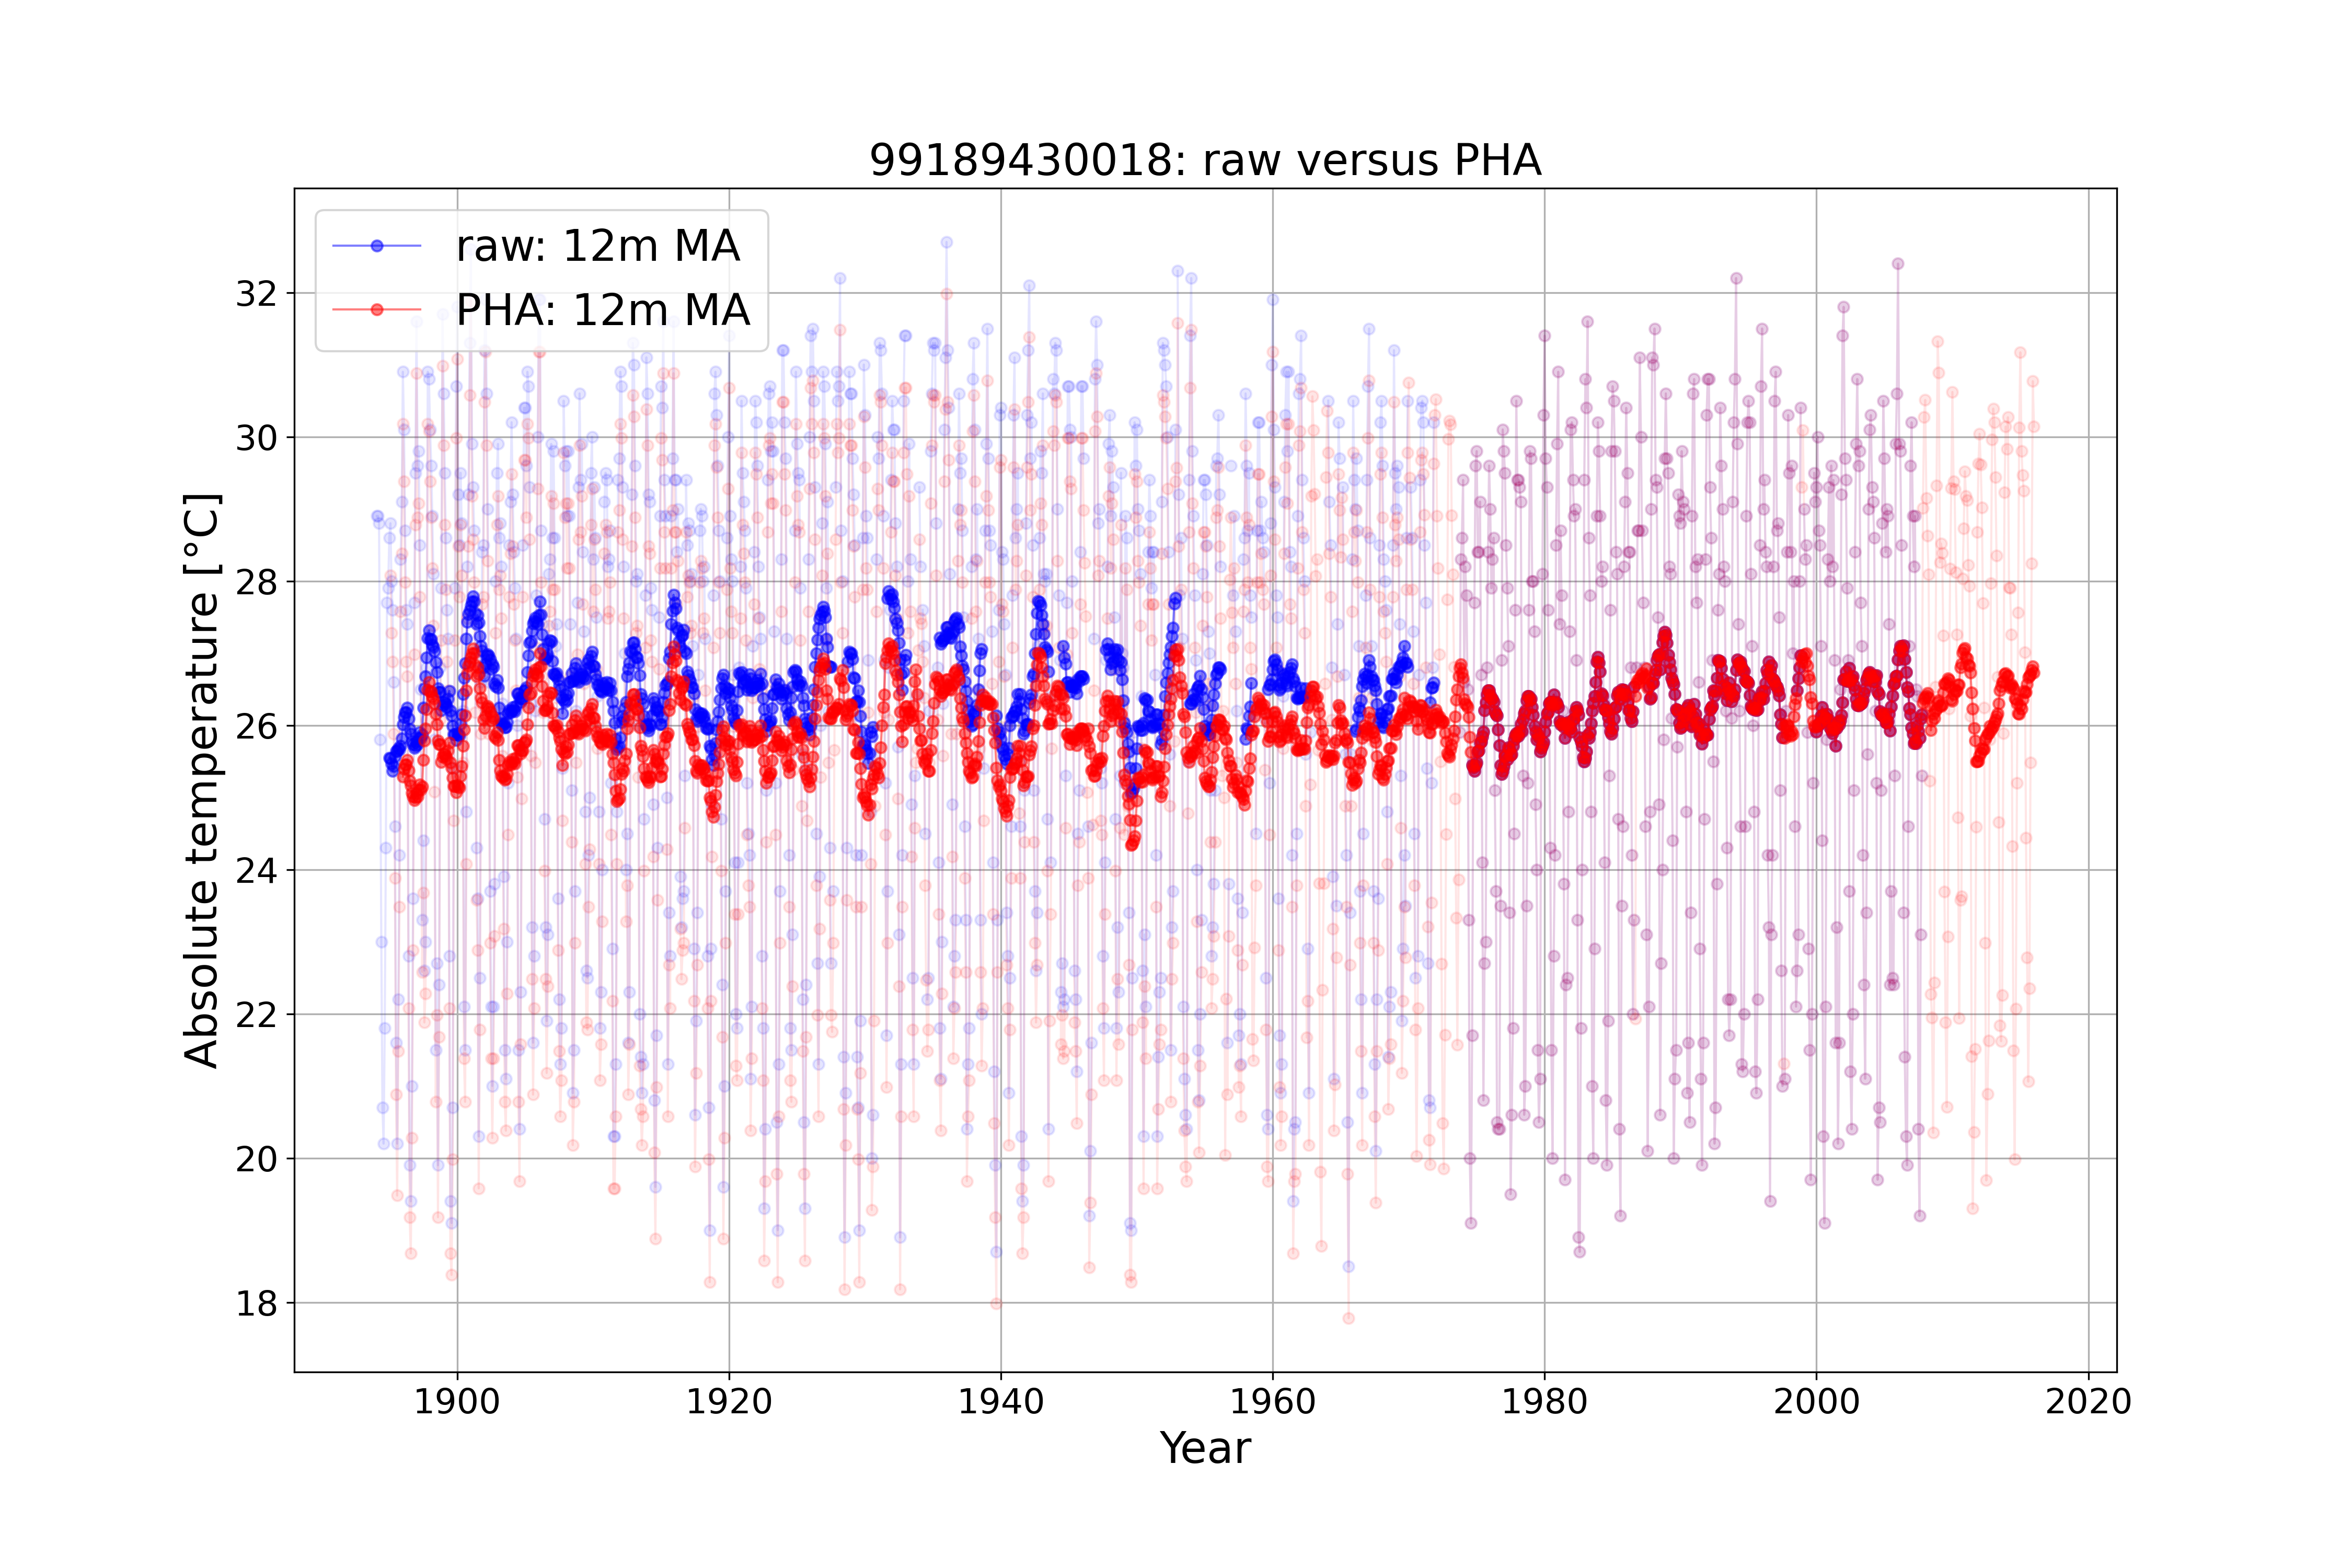 99189430018: raw versus PHA
raw: 12m MA
PHA: 12m MA
Absolute temperature [°C]
32
30
28
26
24
22
20
18
1900 1920 1940 1960 1980 2000 2020
Year